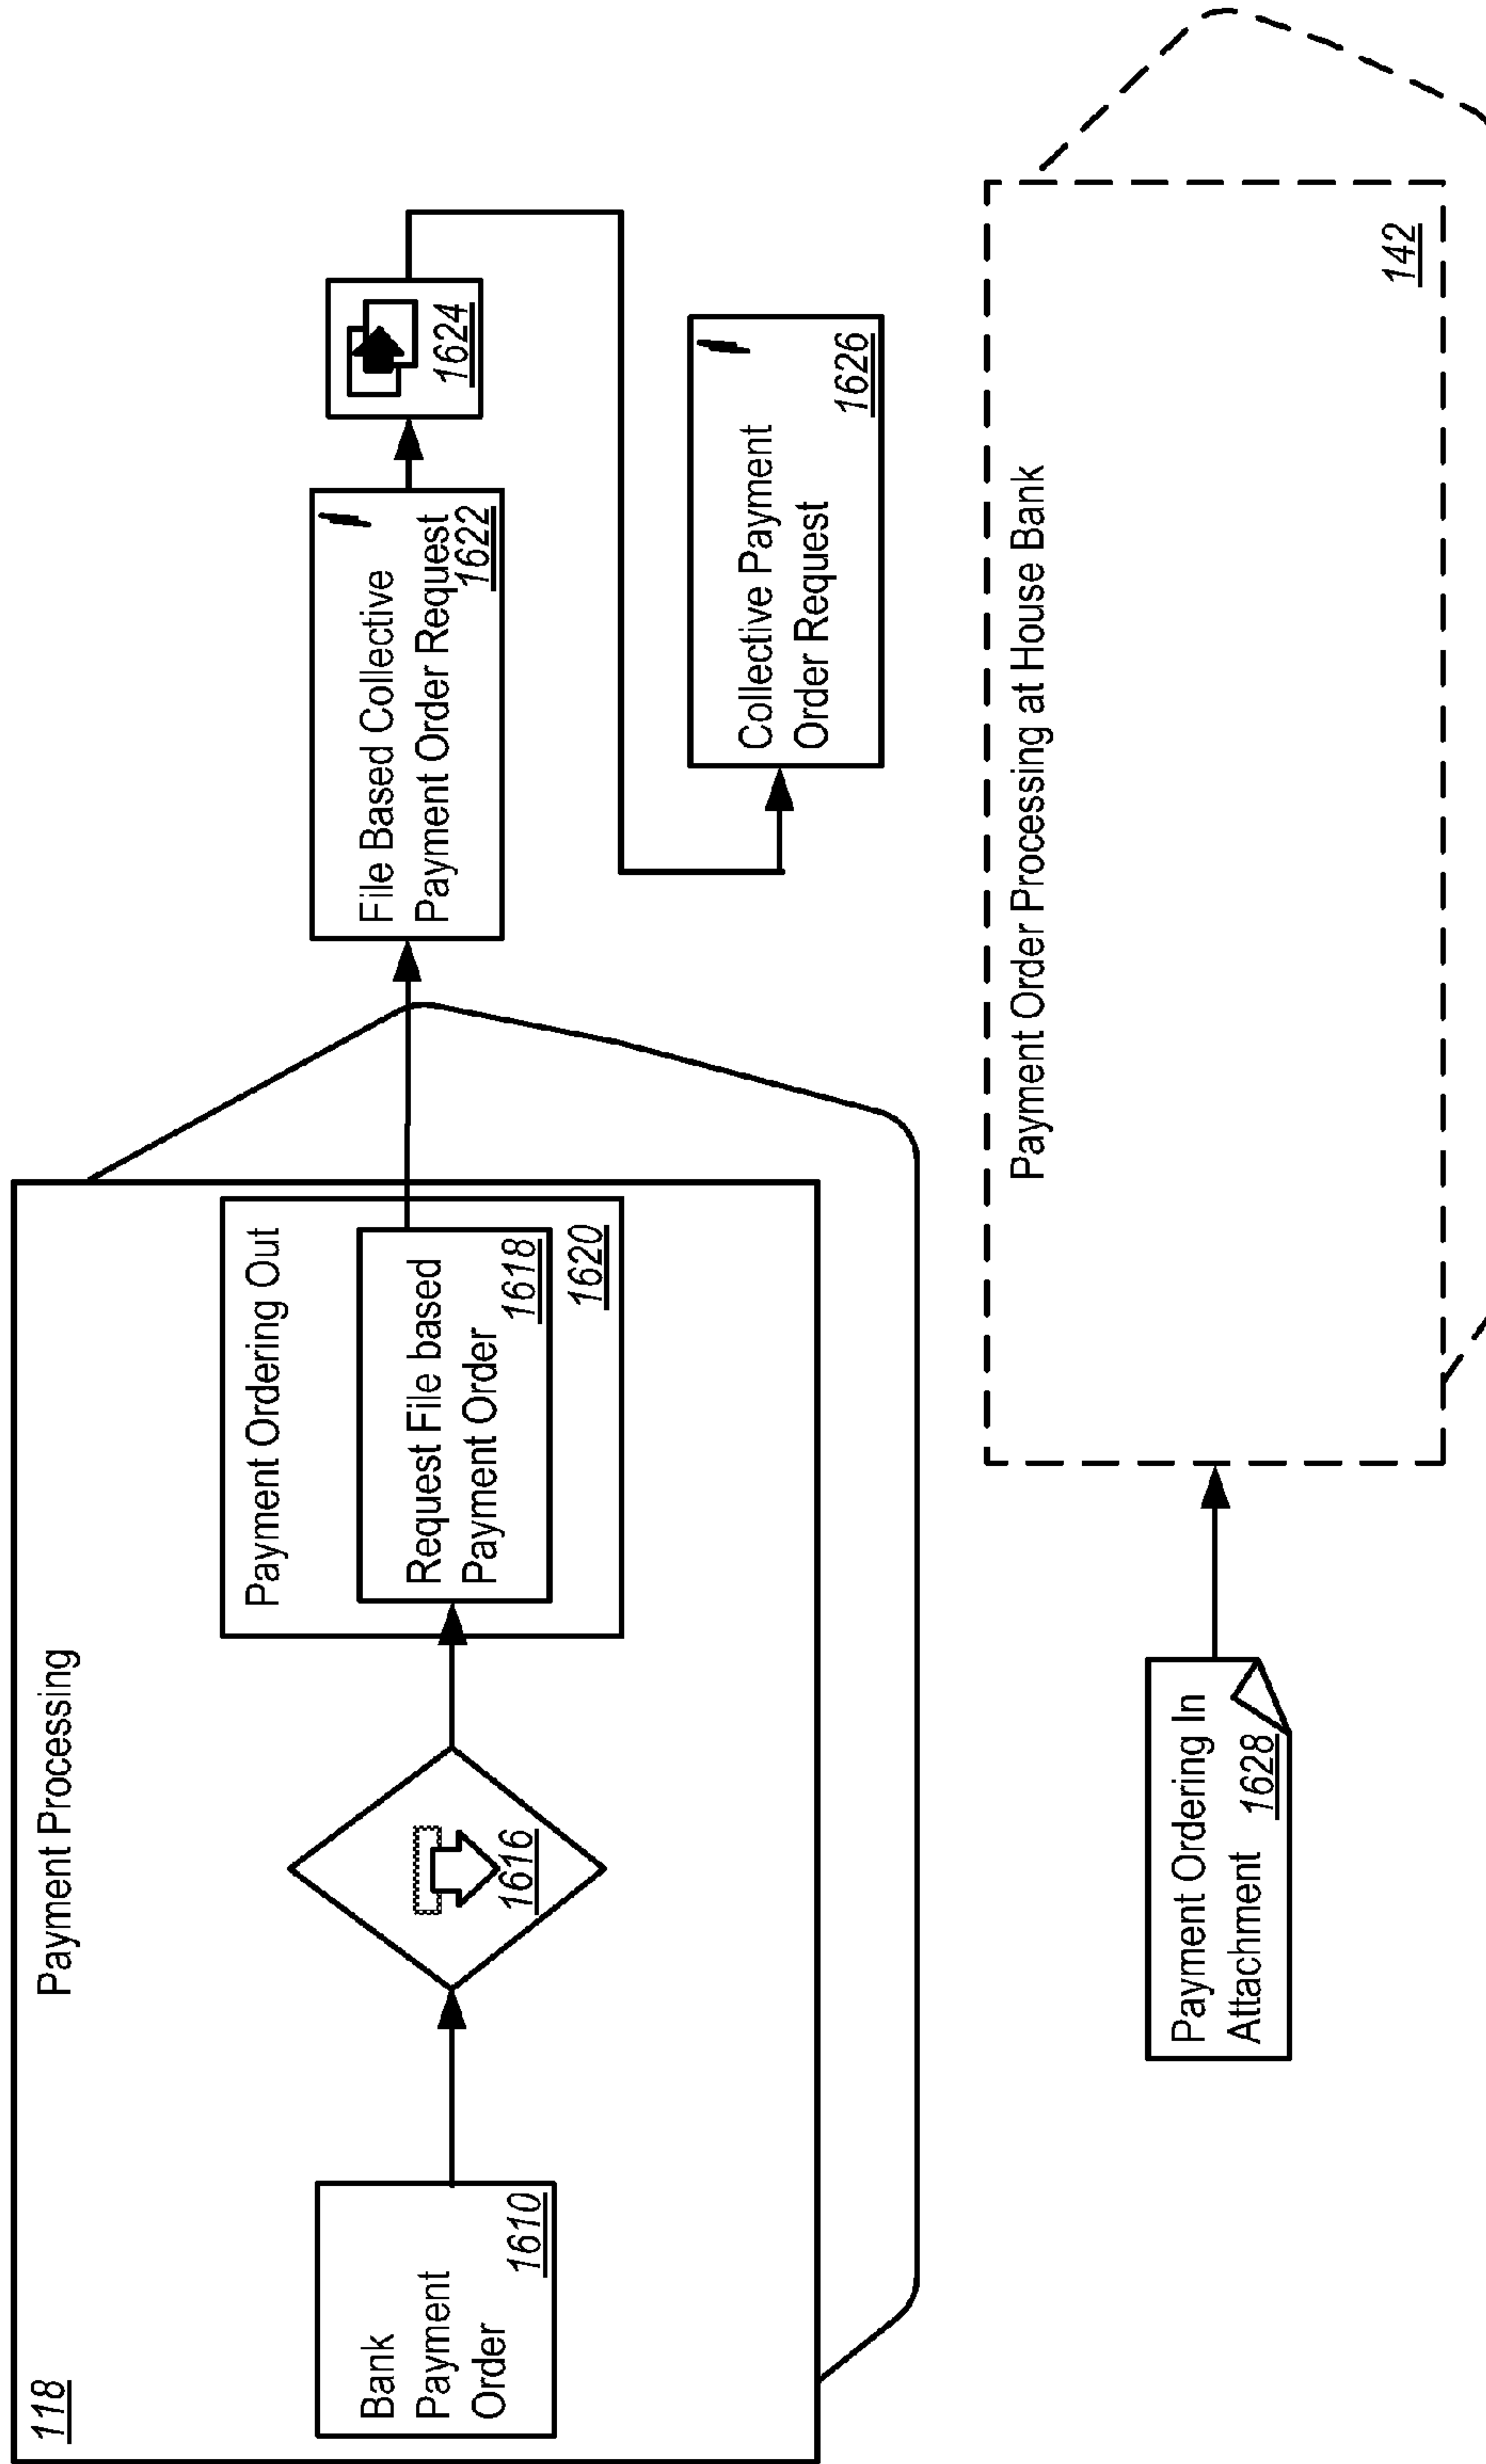 118
Payment Processing
Bank
Payment
Order
1610
1616
Payment Ordering Out
Request File based
Payment Order
1618
1620
File Based Collective
Payment Order Request
1622
1624
Collective Payment
Order Request
1626
Payment Ordering In
Attachment 1628
Payment Order Processing at House Bank
142